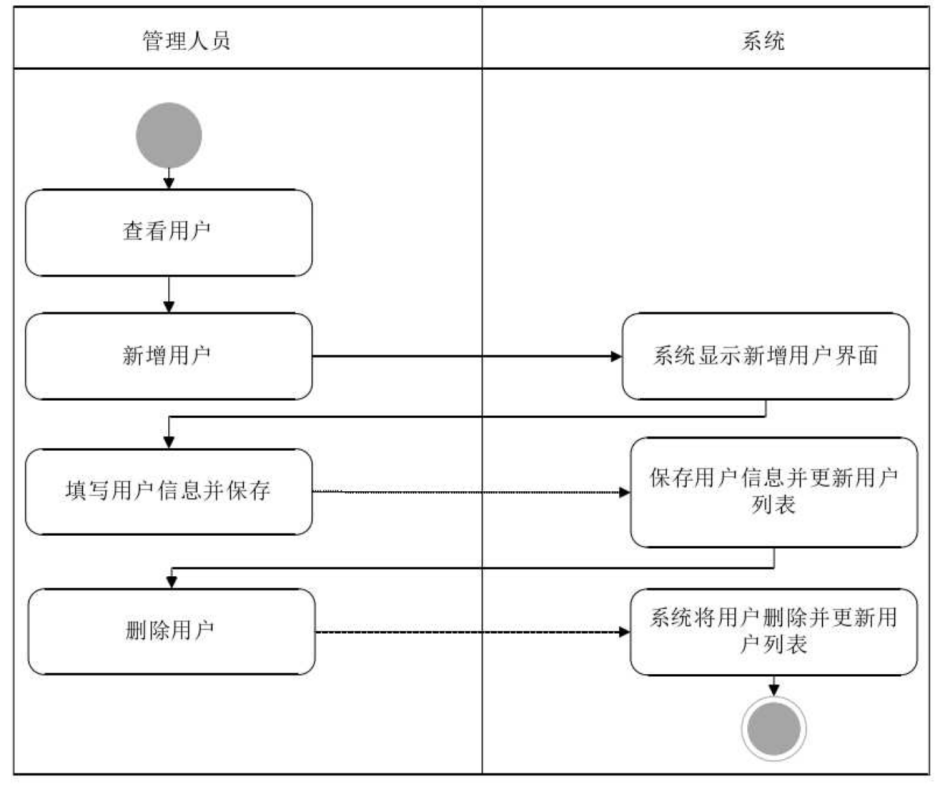 管理人员
系统
查看用户
新增用户
系统显示新增用户界面
填写用户信息并保存
保存用户信息并更新用户
列表
删除用户
系统将用户删除并更新用
户列表